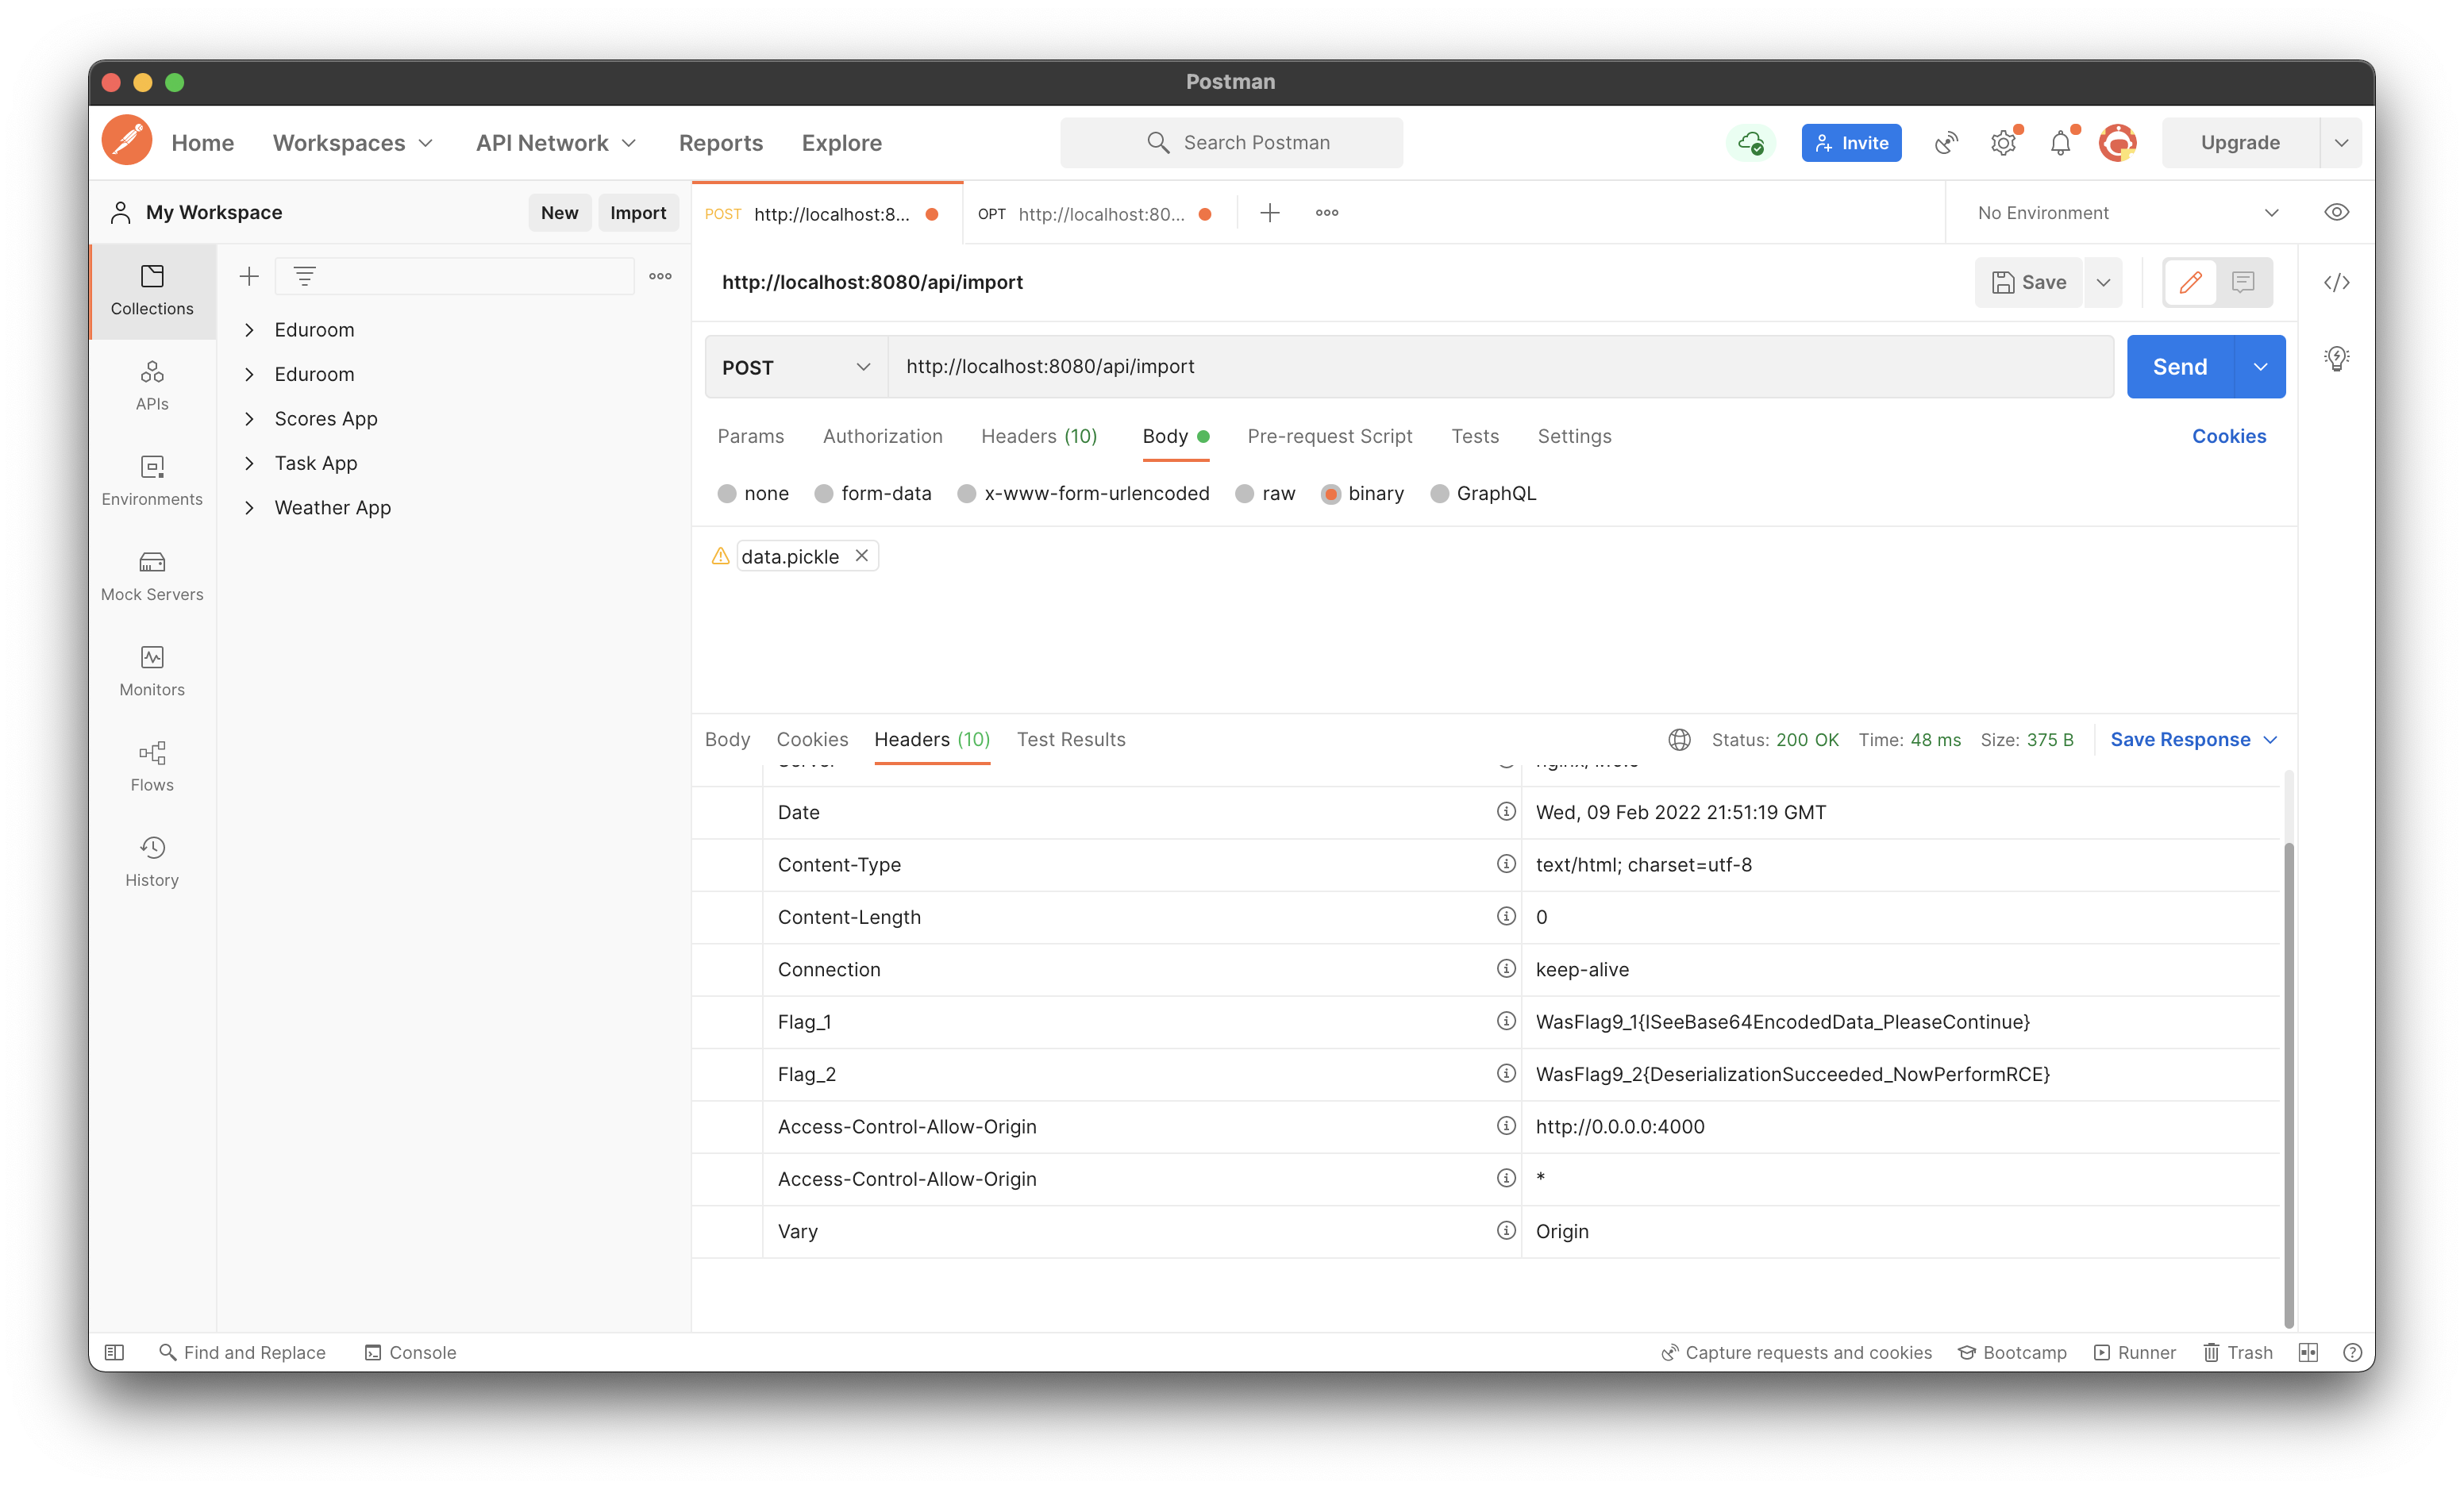 Postman
Home Workspaces API Network Reports Explore Search Postman Invite Upgrade
My Workspace New Import POST http://localhost:8... OPT http://localhost:80... No Environment
Collections
APIs
Environments
Mock Servers
Monitors
Flows
History
Eduroom
Eduroom
Scores App
Task App
Weather App
http://localhost:8080/api/import Save
POST http://localhost:8080/api/import Send
Params Authorization Headers (10) Body Pre-request Script Tests Settings Cookies
none form-data x-www-form-urlencoded raw binary GraphQL
data.pickle
Body Cookies Headers (10) Test Results Status: 200 OK Time: 48 ms Size: 375 B Save Response
Date Wed, 09 Feb 2022 21:51:19 GMT
Content-Type text/html; charset=utf-8
Content-Length 0
Connection keep-alive
Flag_1 WasFlag9_1{ISeeBase64EncodedData_PleaseContinue}
Flag_2 WasFlag9_2{DeserializationSucceeded_NowPerformRCE}
Access-Control-Allow-Origin http://0.0.0.0:4000
Access-Control-Allow-Origin *
Vary Origin
Find and Replace Console Capture requests and cookies Bootcamp Runner Trash